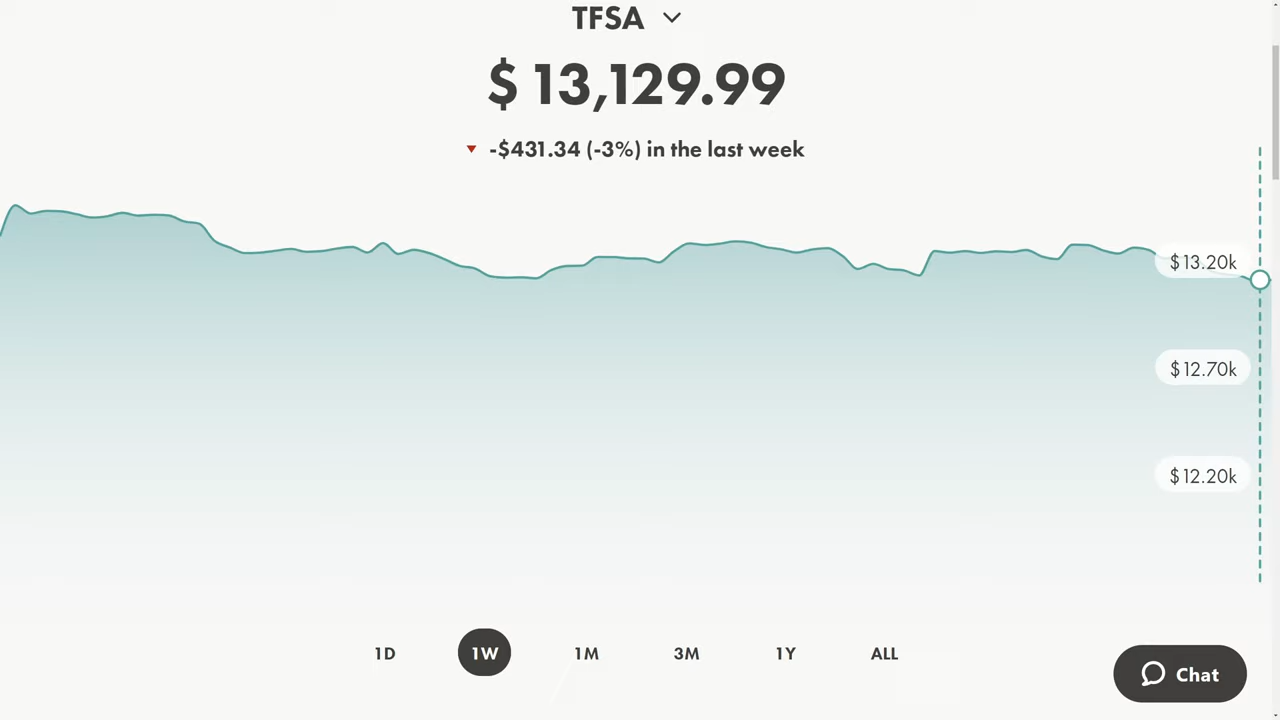 TFSA
$ 13,129.99
-$431.34 (-3%) in the last week
$13.20k
$12.70k
$12.20k
1D 1W 1M 3M 1Y ALL
Chat